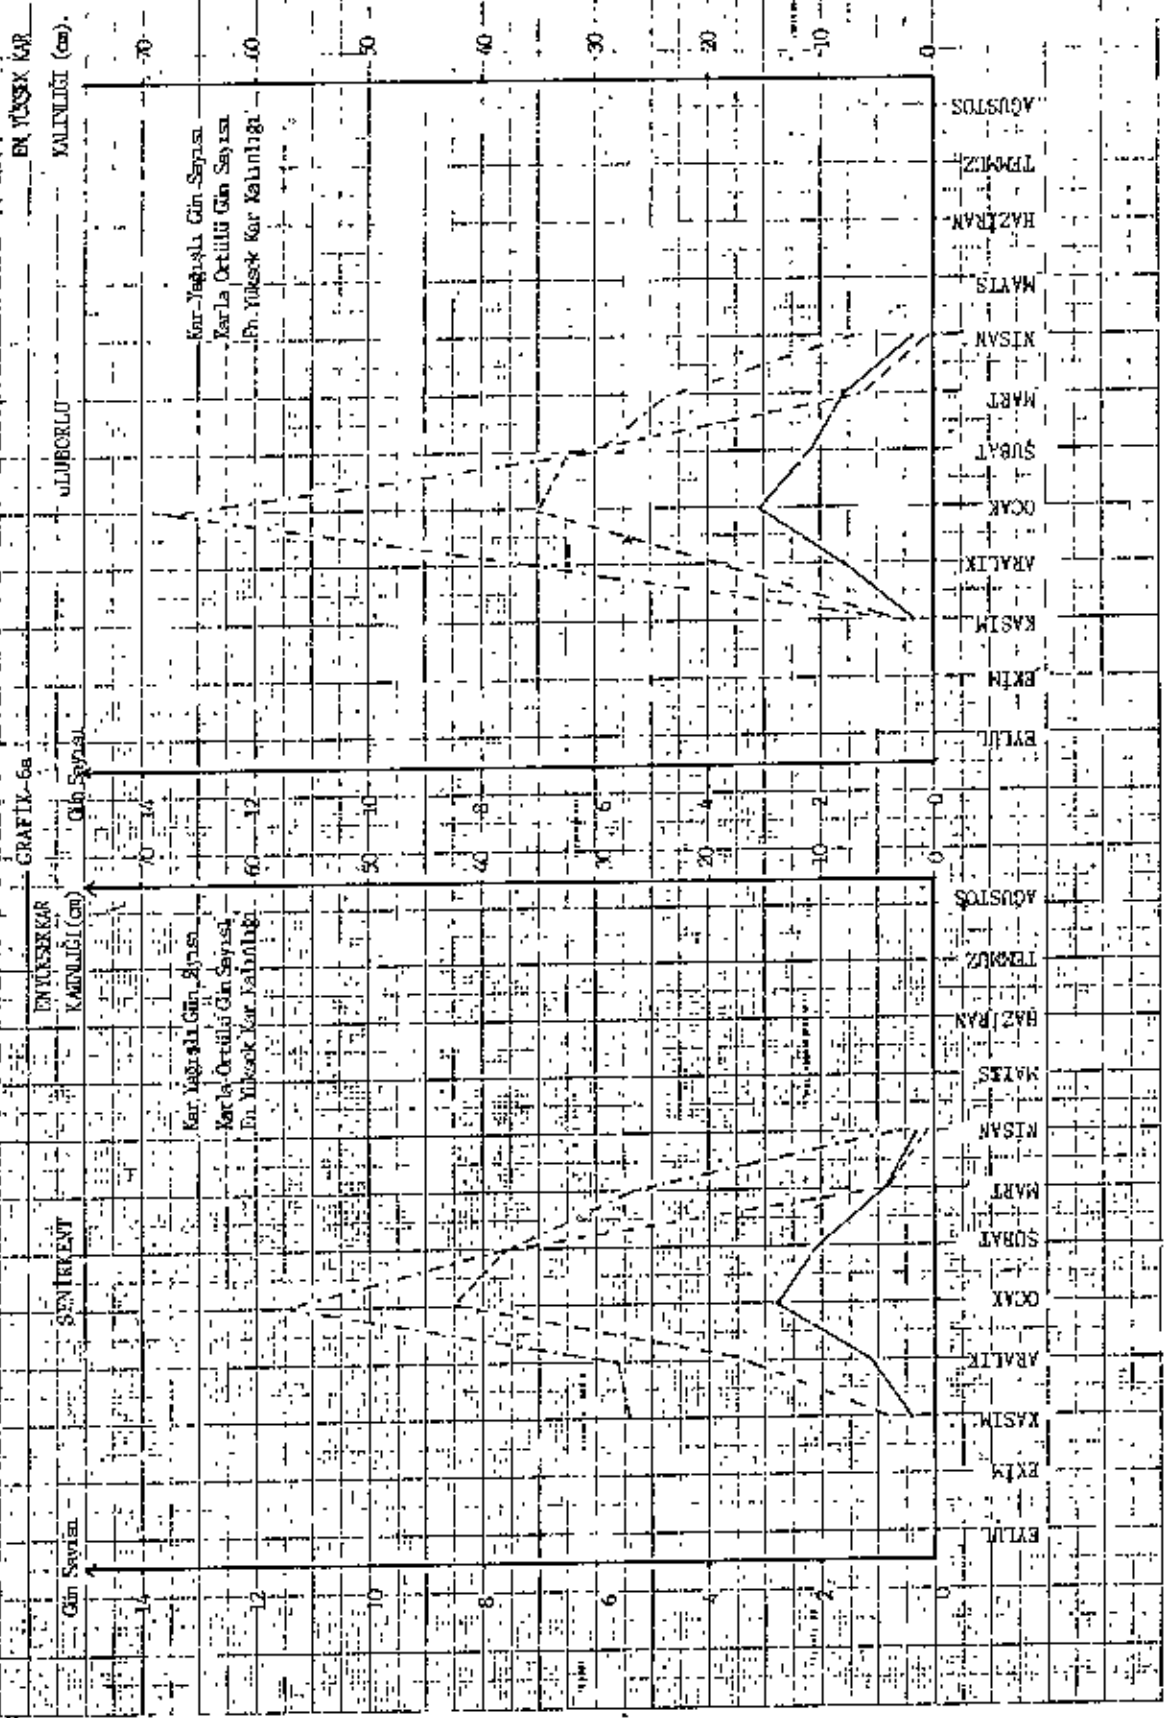 GRAFİK-6a
SENİRKENT
Gün Sayısı
EN YÜKSEK KAR
KALINLIĞI (cm)
Kar Yağışlı Gün Sayısı
Karla Örtülü Gün Sayısı
En Yüksek Kar Kalınlığı
14
12
10
8
6
4
2
0
70
60
50
40
30
20
10
0
EYLÜL
EKİM
KASIM
ARALIK
OCAK
ŞUBAT
MART
NİSAN
MAYIS
HAZİRAN
TEMMUZ
AĞUSTOS
ULUBORLU
Gün Sayısı
EN YÜKSEK KAR
KALINLIĞI (cm).
Kar Yağışlı Gün Sayısı
Karla Örtülü Gün Sayısı
En Yüksek Kar Kalınlığı
14
12
10
8
6
4
2
0
70
60
50
40
30
20
10
0
EYLÜL
EKİM
KASIM
ARALIK
OCAK
ŞUBAT
MART
NİSAN
MAYIS
HAZİRAN
TEMMUZ
AĞUSTOS